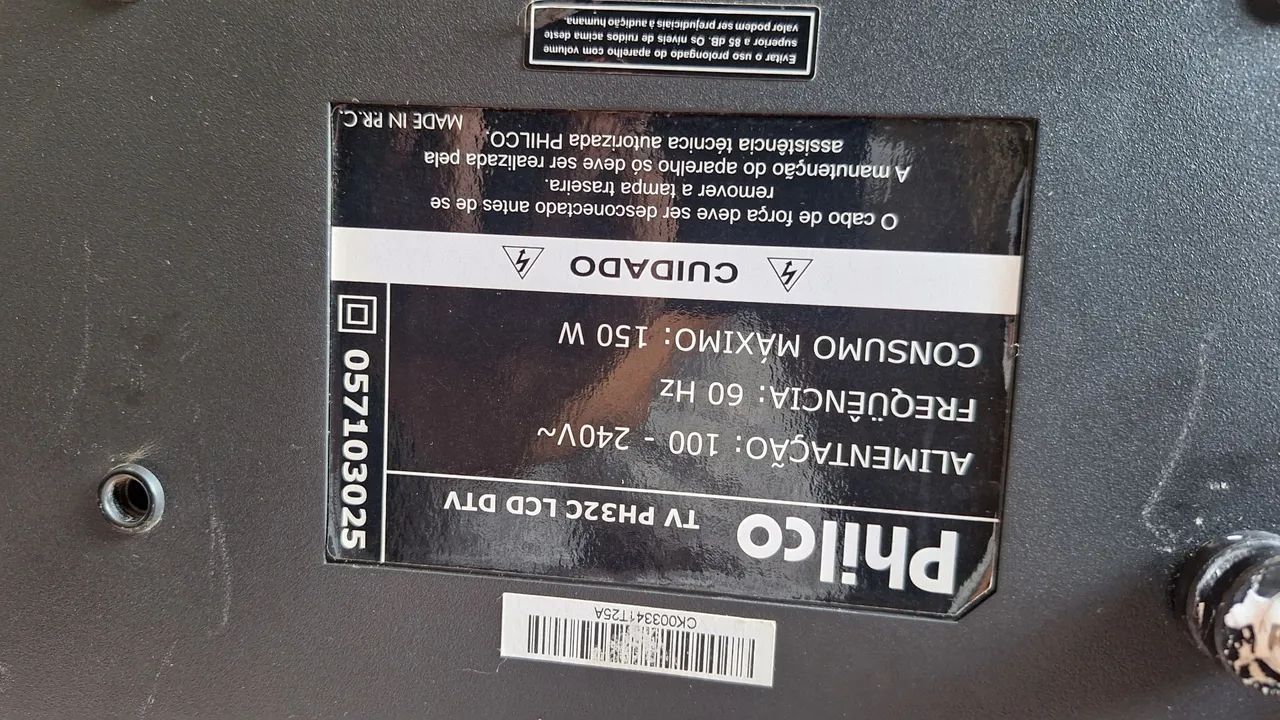 CK003341T25A
Philco TV PH32C LCD DTV
ALIMENTAÇÃO: 100 - 240V~
FREQÜÊNCIA: 60 Hz
CONSUMO MÁXIMO: 150 W
057103025
CUIDADO
O cabo de força deve ser desconectado antes de se
remover a tampa traseira.
A manutenção do aparelho só deve ser realizada pela
assistência técnica autorizada PHILCO.
MADE IN P.R.C.
Evitar o uso prolongado do aparelho com volume
superior a 85 dB. Os níveis de ruídos acima deste
valor podem ser prejudiciais à audição humana.